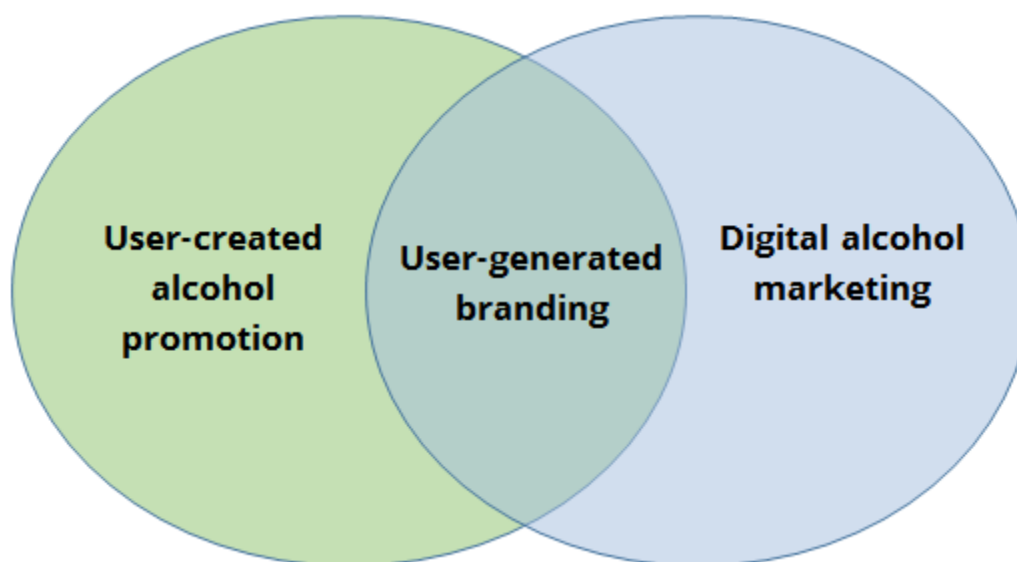 User-created
alcohol
promotion
User-generated
branding
Digital alcohol
marketing